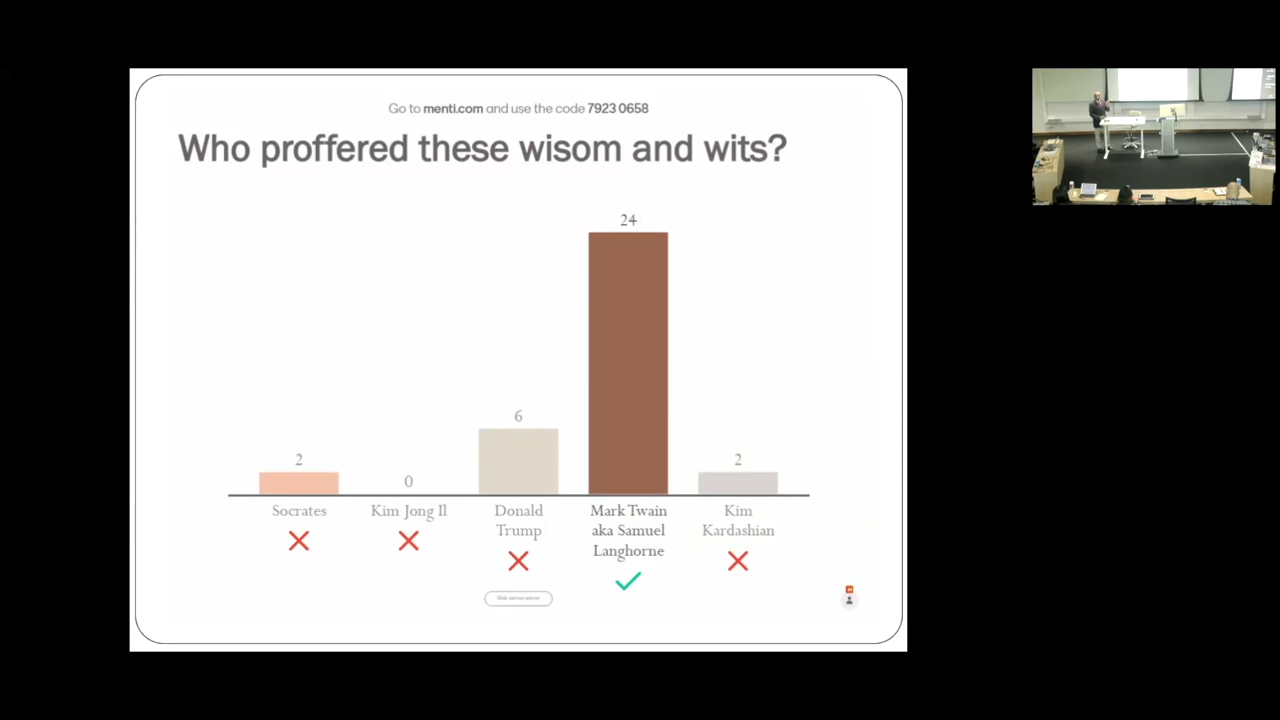 Go to menti.com and use the code 7923 0658
Who proffered these wisom and wits?
24
6
2
0
2
Socrates
Kim Jong Il
Donald
Trump
Mark Twain
aka Samuel
Langhorne
Kim
Kardashian